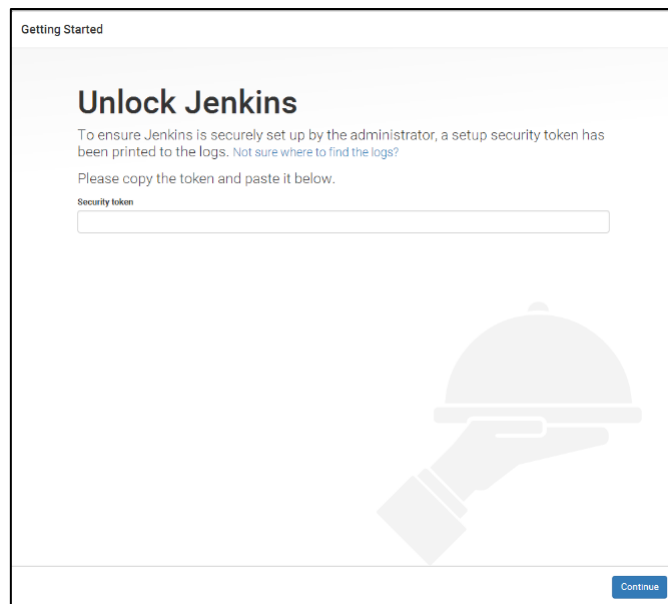 Getting Started
Unlock Jenkins
To ensure Jenkins is securely set up by the administrator, a setup security token has
been printed to the logs. Not sure where to find the logs?
Please copy the token and paste it below.
Security token
Continue